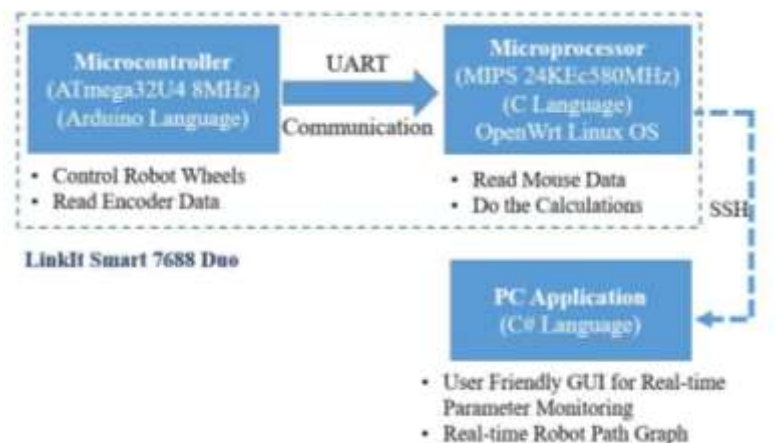 Microcontroller
(ATmega32U4 8MHz)
(Arduino Language)
UART
Communication
Microprocessor
(MIPS 24KEc580MHz)
(C Language)
OpenWrt Linux OS
• Control Robot Wheels
• Read Encoder Data
• Read Mouse Data
• Do the Calculations
SSH
LinkIt Smart 7688 Duo
PC Application
(C# Language)
• User Friendly GUI for Real-time
Parameter Monitoring
• Real-time Robot Path Graph